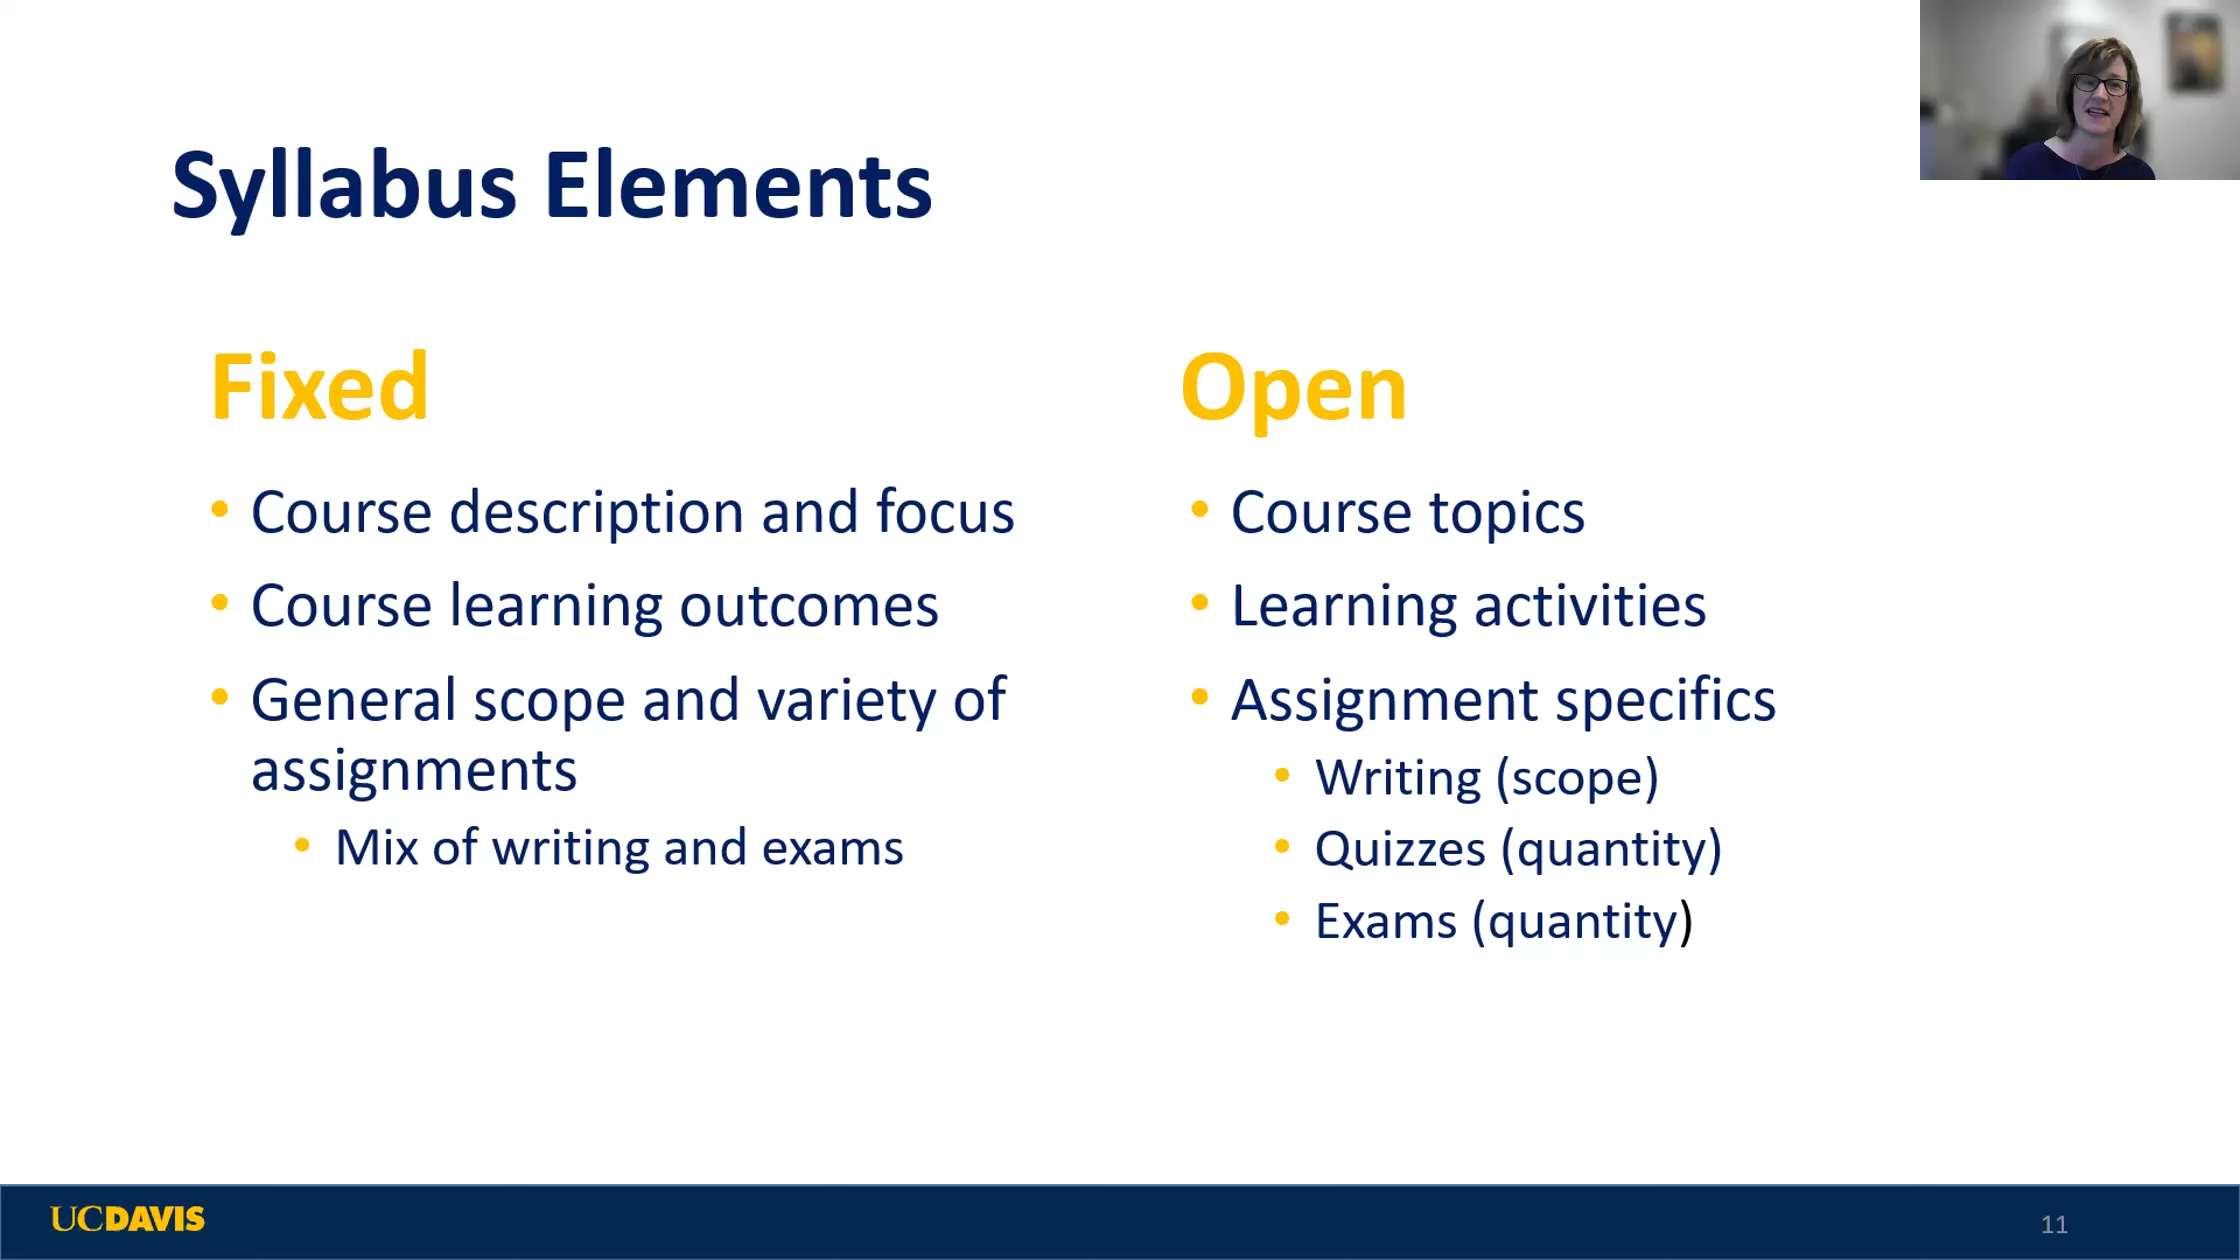 Syllabus Elements
Fixed
• Course description and focus
• Course learning outcomes
• General scope and variety of
assignments
• Mix of writing and exams
Open
• Course topics
• Learning activities
• Assignment specifics
• Writing (scope)
• Quizzes (quantity)
• Exams (quantity)
UCDAVIS
11